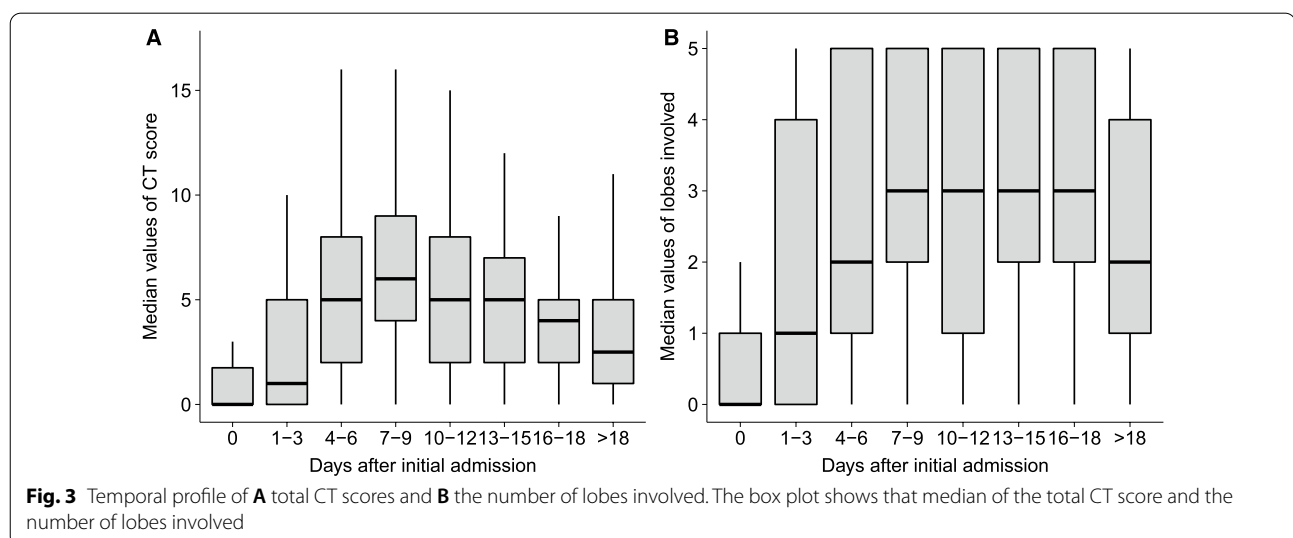 A
Median values of CT score
15
10
5
0
0 1–3 4–6 7–9 10–12 13–15 16–18 >18
Days after initial admission
B
Median values of lobes involved
5
4
3
2
1
0
0 1–3 4–6 7–9 10–12 13–15 16–18 >18
Days after initial admission
Fig. 3 Temporal profile of A total CT scores and B the number of lobes involved. The box plot shows that median of the total CT score and the
number of lobes involved